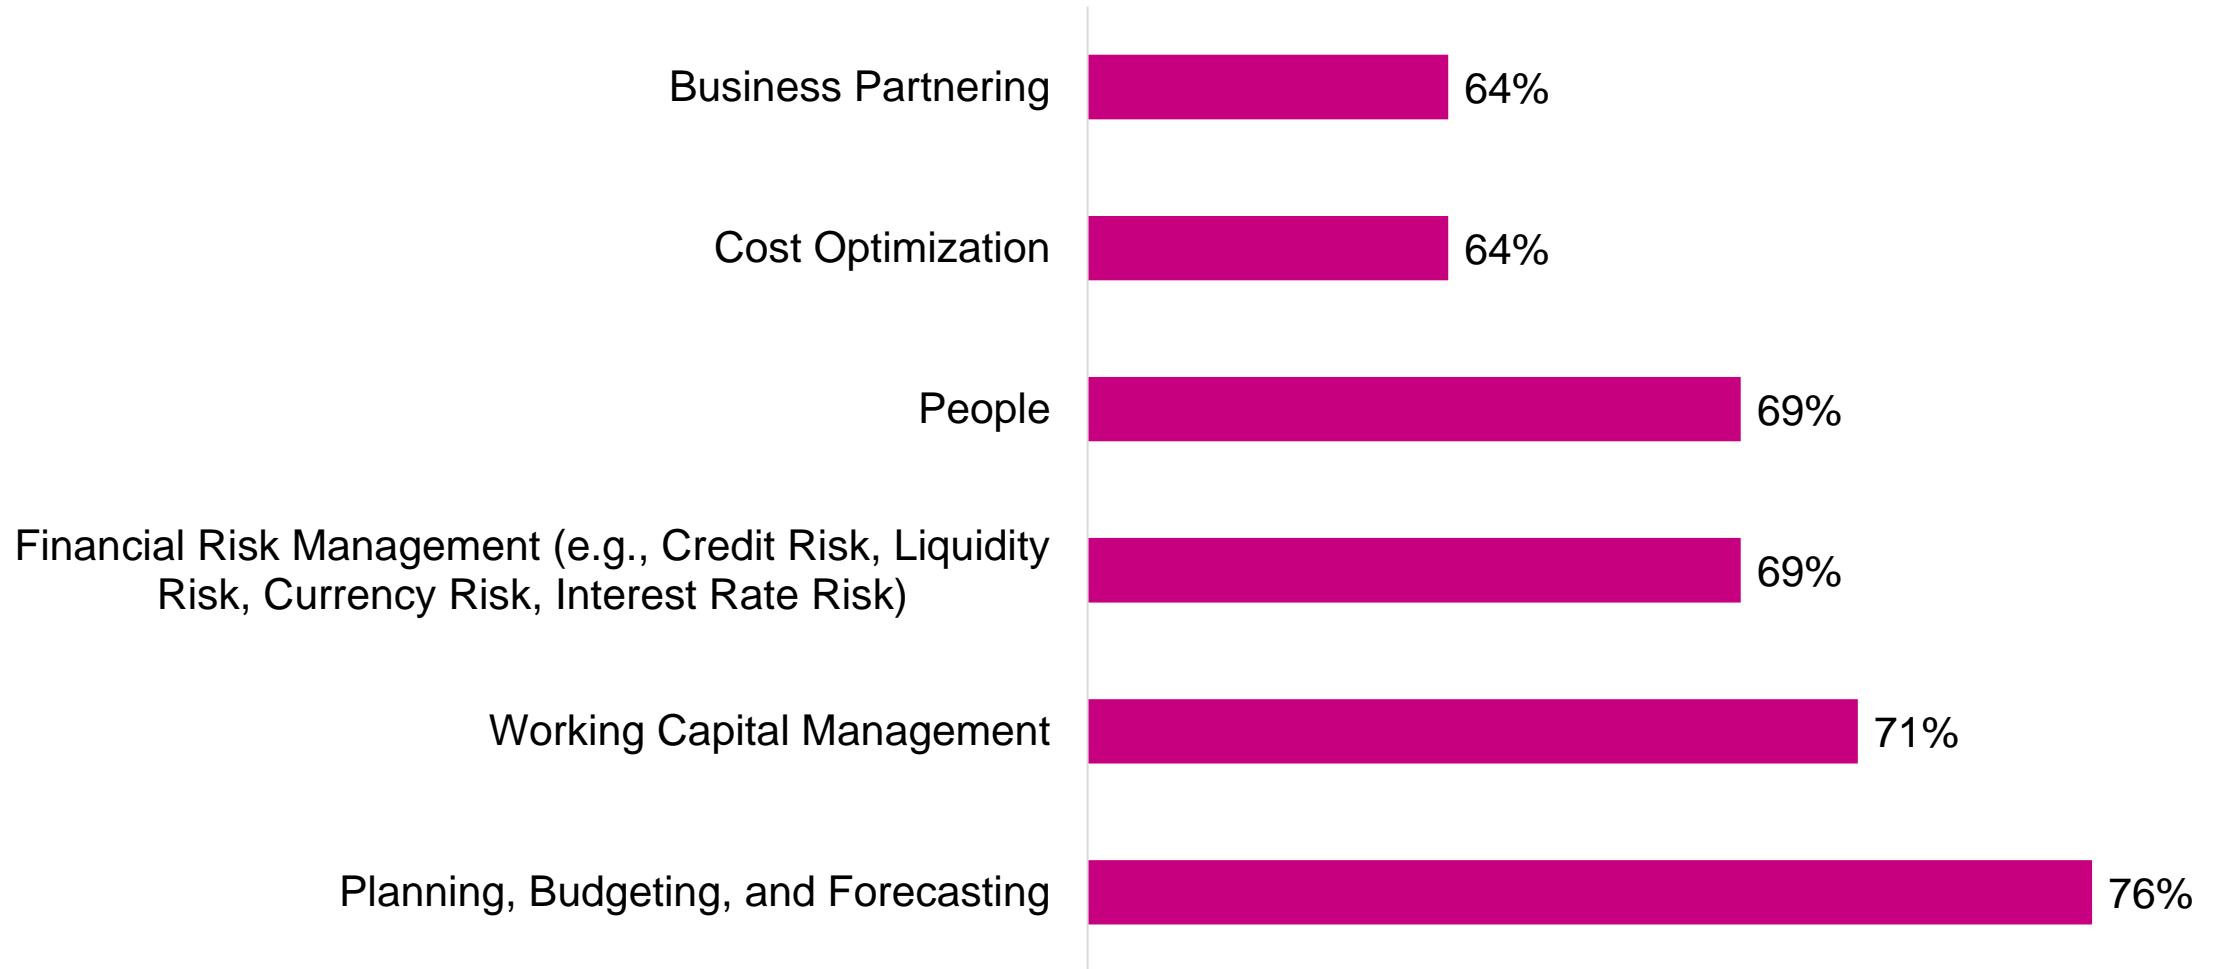 Business Partnering
64%
Cost Optimization
64%
People
69%
Financial Risk Management (e.g., Credit Risk, Liquidity
Risk, Currency Risk, Interest Rate Risk)
69%
Working Capital Management
71%
Planning, Budgeting, and Forecasting
76%